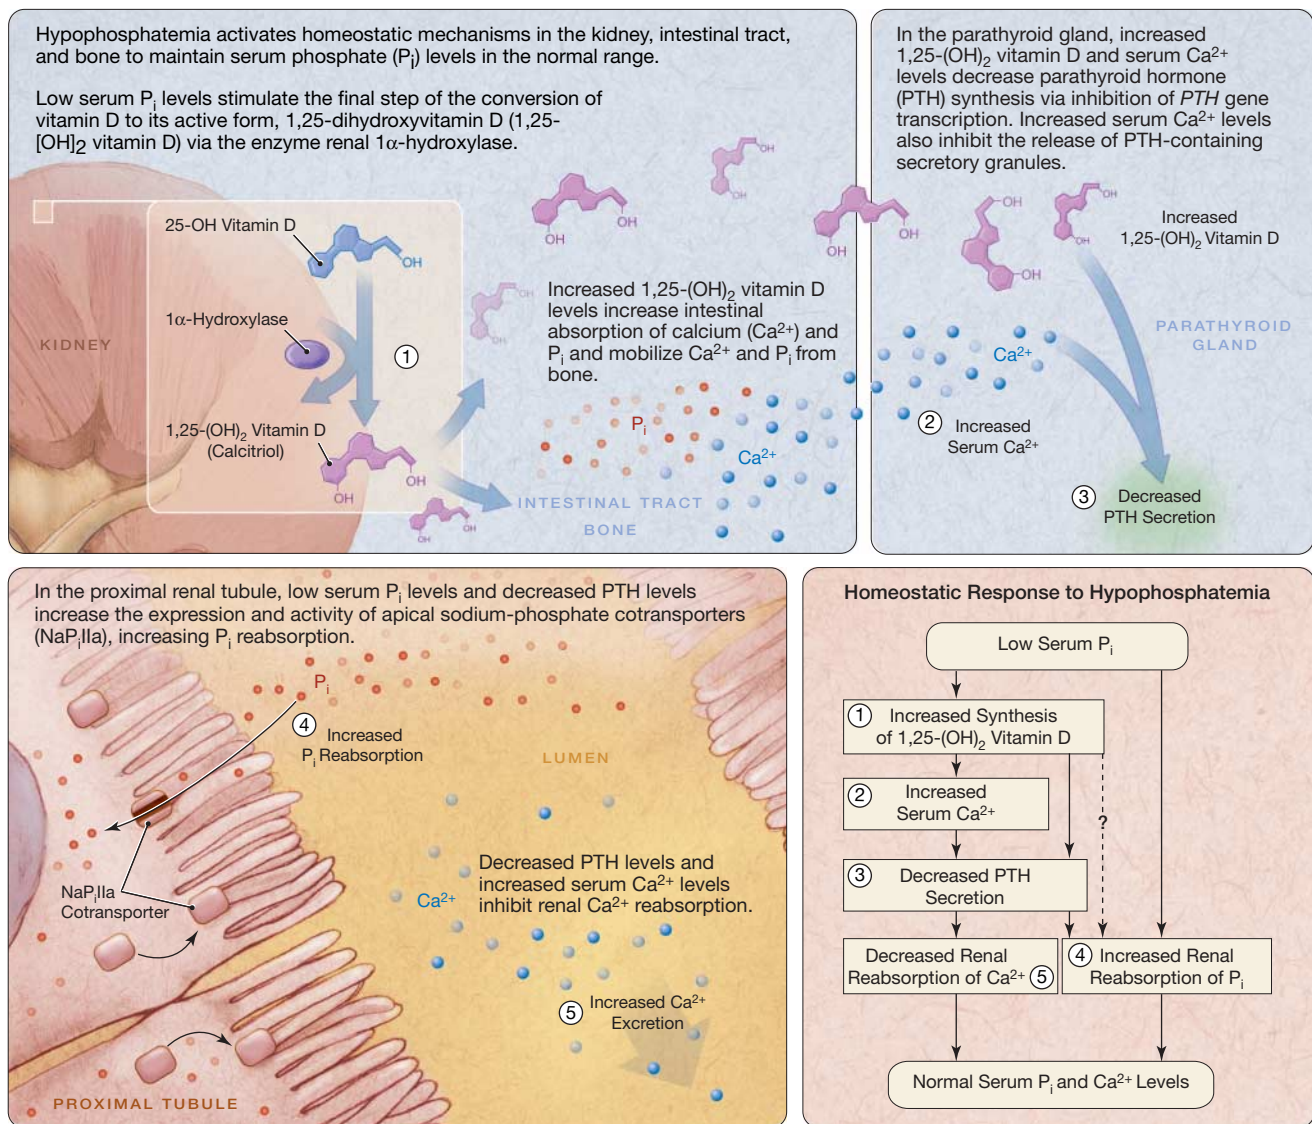 Hypophosphatemia activates homeostatic mechanisms in the kidney, intestinal tract,
and bone to maintain serum phosphate (Pi) levels in the normal range.
Low serum Pi levels stimulate the final step of the conversion of
vitamin D to its active form, 1,25-dihydroxyvitamin D (1,25-
[OH]2 vitamin D) via the enzyme renal 1α-hydroxylase.
25-OH Vitamin D
OH
1α-Hydroxylase
KIDNEY
1
1,25-(OH)2 Vitamin D
(Calcitriol)
OH
OH
OH
OH
OH
OH
OH
OH
OH
OH
OH
OH
Increased 1,25-(OH)2 vitamin D
levels increase intestinal
absorption of calcium (Ca2+) and
Pi and mobilize Ca2+ and Pi from
bone.
Pi
Ca2+
INTESTINAL TRACT
BONE
In the parathyroid gland, increased
1,25-(OH)2 vitamin D and serum Ca2+
levels decrease parathyroid hormone
(PTH) synthesis via inhibition of PTH gene
transcription. Increased serum Ca2+ levels
also inhibit the release of PTH-containing
secretory granules.
OH
OH
OH
OH
Increased
1,25-(OH)2 Vitamin D
PARATHYROID
GLAND
Ca2+
2 Increased
Serum Ca2+
3 Decreased
PTH Secretion
In the proximal renal tubule, low serum Pi levels and decreased PTH levels
increase the expression and activity of apical sodium-phosphate cotransporters
(NaPiIIa), increasing Pi reabsorption.
Pi
4 Increased
Pi Reabsorption
LUMEN
NaPiIIa
Cotransporter
Ca2+
Decreased PTH levels and
increased serum Ca2+ levels
inhibit renal Ca2+ reabsorption.
5 Increased Ca2+
Excretion
PROXIMAL TUBULE
Homeostatic Response to Hypophosphatemia
Low Serum Pi
1 Increased Synthesis
of 1,25-(OH)2 Vitamin D
2 Increased
Serum Ca2+
?
3 Decreased PTH
Secretion
Decreased Renal
Reabsorption of Ca2+ 5
4 Increased Renal
Reabsorption of Pi
Normal Serum Pi and Ca2+ Levels